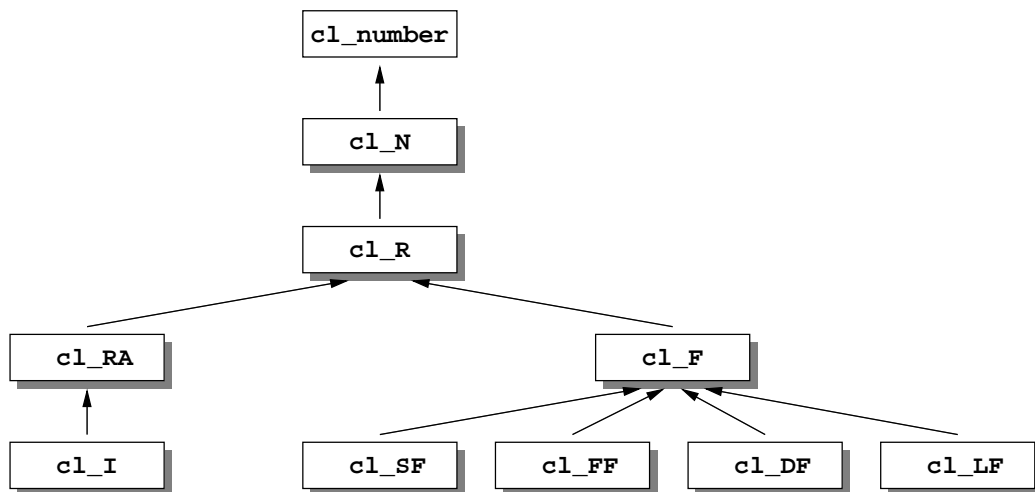 cl_number
cl_N
cl_R
cl_RA
cl_F
cl_I
cl_SF
cl_FF
cl_DF
cl_LF